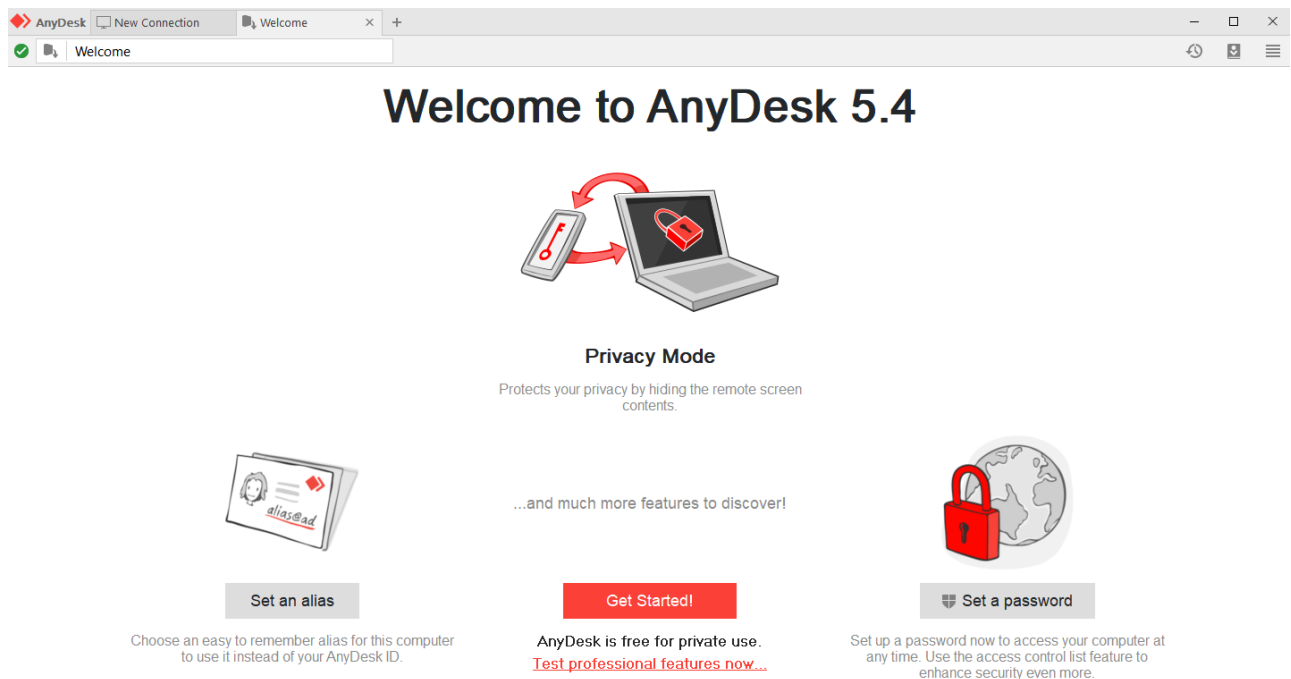 AnyDesk New Connection Welcome
Welcome
Welcome to AnyDesk 5.4
Privacy Mode
Protects your privacy by hiding the remote screen
contents.
alias@ad
...and much more features to discover!
Set an alias
Choose an easy to remember alias for this computer
to use it instead of your AnyDesk ID.
Get Started!
AnyDesk is free for private use.
Test professional features now...
Set a password
Set up a password now to access your computer at
any time. Use the access control list feature to
enhance security even more.